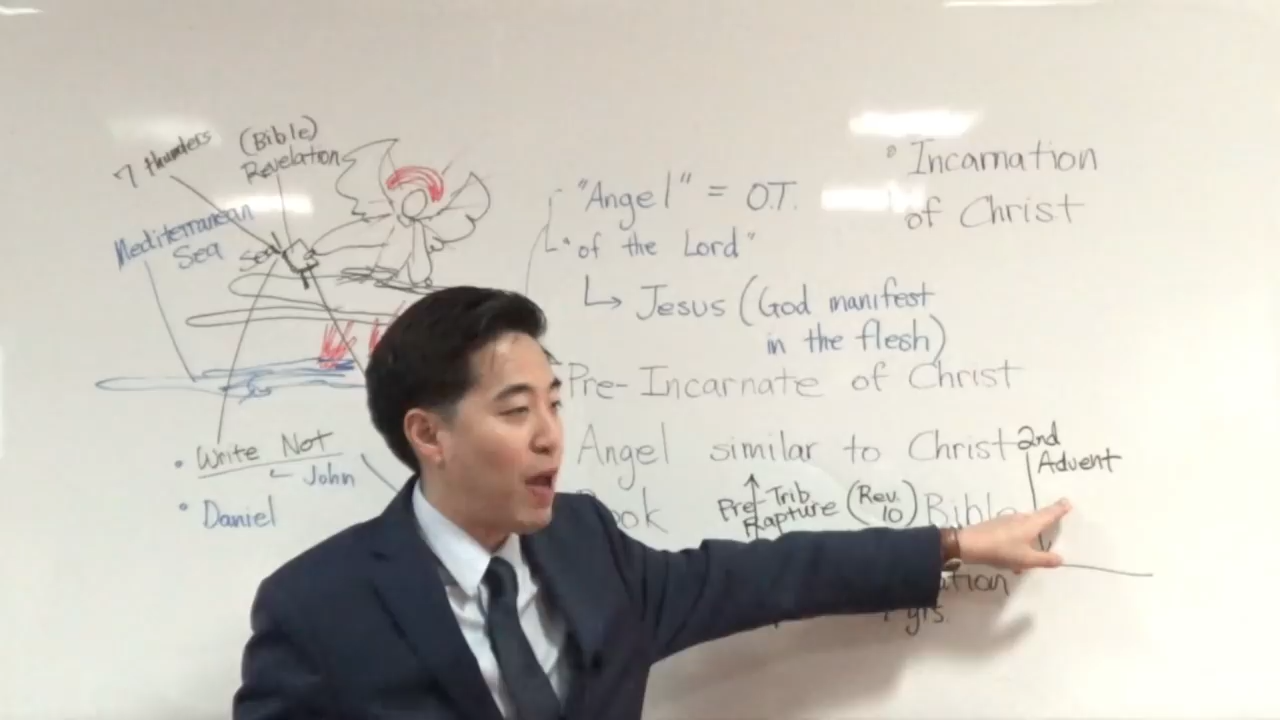 7 thunders
(Bible)
Revelation
Mediterranean
Sea
Seal
• Write Not
← John
• Daniel
"Angel" = O.T.
"of the Lord"
↳ Jesus (God manifest
in the flesh)
Pre-Incarnate of Christ
Angel similar to Christ
Pre-Trib
Rapture
(Rev.
10)
Bible
2nd
Advent
yrs.
• Incarnation
of Christ